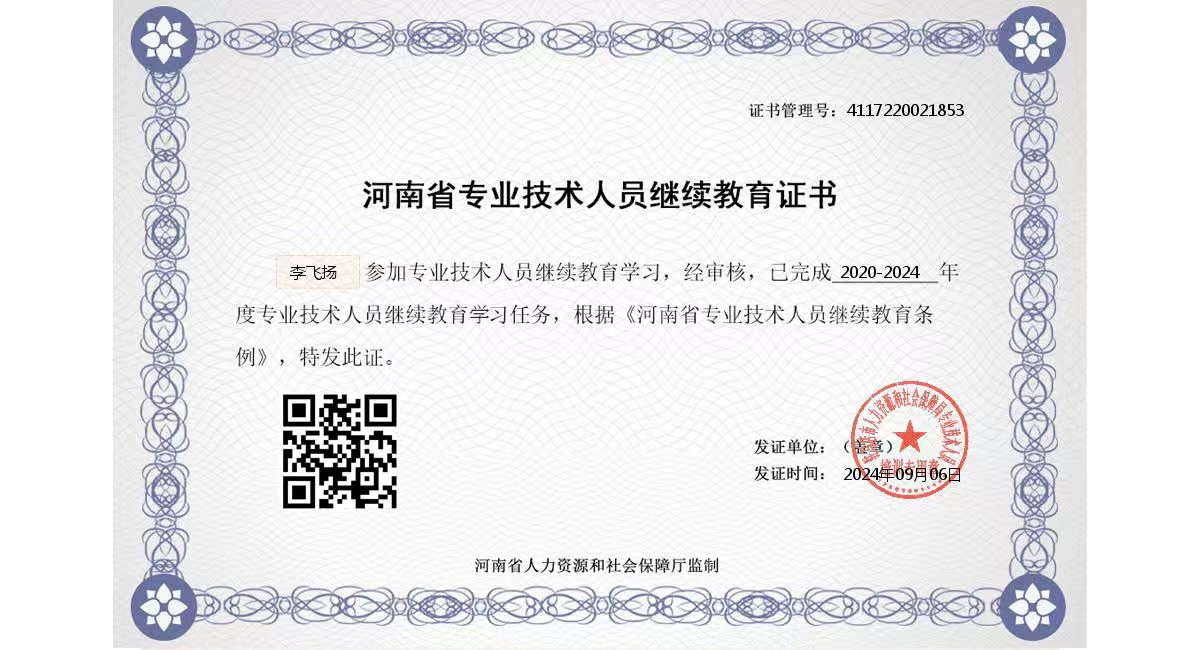 证书管理号：4117220021853
河南省专业技术人员继续教育证书
李飞扬 参加专业技术人员继续教育学习，经审核，已完成 2020-2024 年
度专业技术人员继续教育学习任务，根据《河南省专业技术人员继续教育条
例》，特发此证。
发证单位：（盖章）
发证时间： 2024年09月06日
培训专用章
河南省人力资源和社会保障厅监制